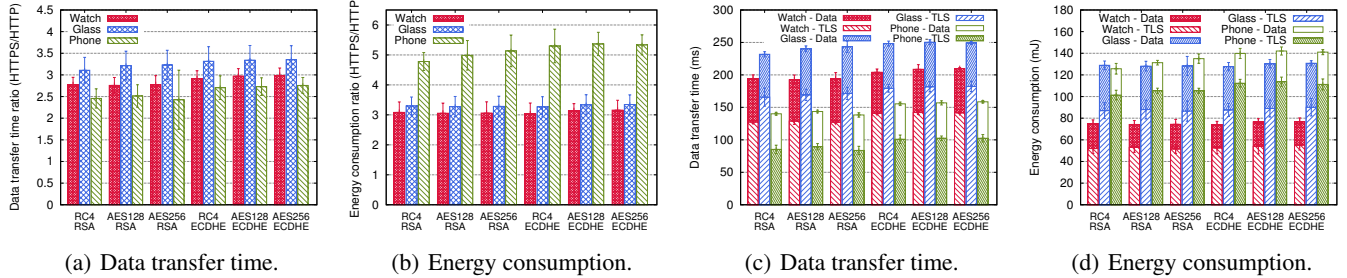 Data transfer time ratio (HTTPS/HTTP)
4.5
4
3.5
3
2.5
2
1.5
1
0.5
0
Watch
Glass
Phone
RC4 AES128 AES256 RC4 AES128 AES256
RSA RSA RSA ECDHE ECDHE ECDHE
(a) Data transfer time.
Energy consumption ratio (HTTPS/HTTP)
6
5
4
3
2
1
0
Watch
Glass
Phone
RC4 AES128 AES256 RC4 AES128 AES256
RSA RSA RSA ECDHE ECDHE ECDHE
(b) Energy consumption.
Data transfer time (ms)
300
250
200
150
100
50
0
Watch - Data Glass - TLS
Watch - TLS Phone - Data
Glass - Data Phone - TLS
RC4 AES128 AES256 RC4 AES128 AES256
RSA RSA RSA ECDHE ECDHE ECDHE
(c) Data transfer time.
Energy consumption (mJ)
180
160
140
120
100
80
60
40
20
0
Watch - Data Glass - TLS
Watch - TLS Phone - Data
Glass - Data Phone - TLS
RC4 AES128 AES256 RC4 AES128 AES256
RSA RSA RSA ECDHE ECDHE ECDHE
(d) Energy consumption.